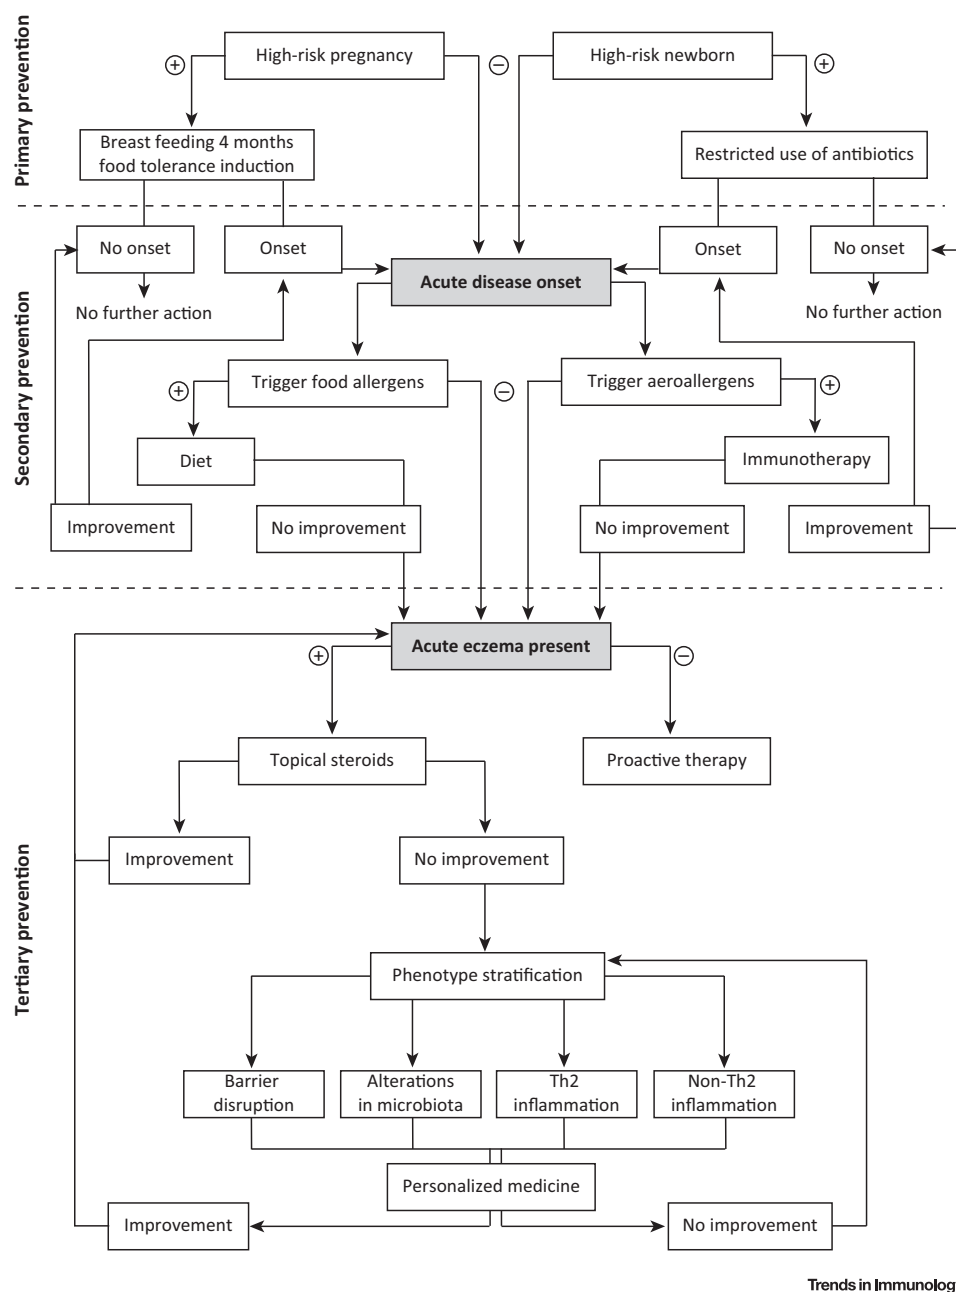 Primary prevention
High-risk pregnancy
High-risk newborn
+
−
+
Breast feeding 4 months
food tolerance induction
Restricted use of antibiotics
Secondary prevention
No onset
Onset
Onset
No onset
Acute disease onset
No further action
No further action
Trigger food allergens
Trigger aeroallergens
+
−
+
Diet
Immunotherapy
Improvement
No improvement
No improvement
Improvement
Tertiary prevention
Acute eczema present
+
−
Topical steroids
Proactive therapy
Improvement
No improvement
Phenotype stratification
Barrier
disruption
Alterations
in microbiota
Th2
inflammation
Non-Th2
inflammation
Personalized medicine
Improvement
No improvement
Trends in Immunolog